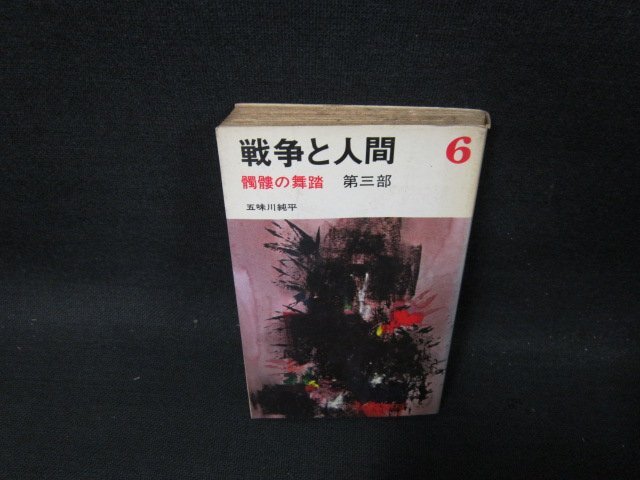 戦争と人間 6
髑髏の舞踏 第三部
五味川純平